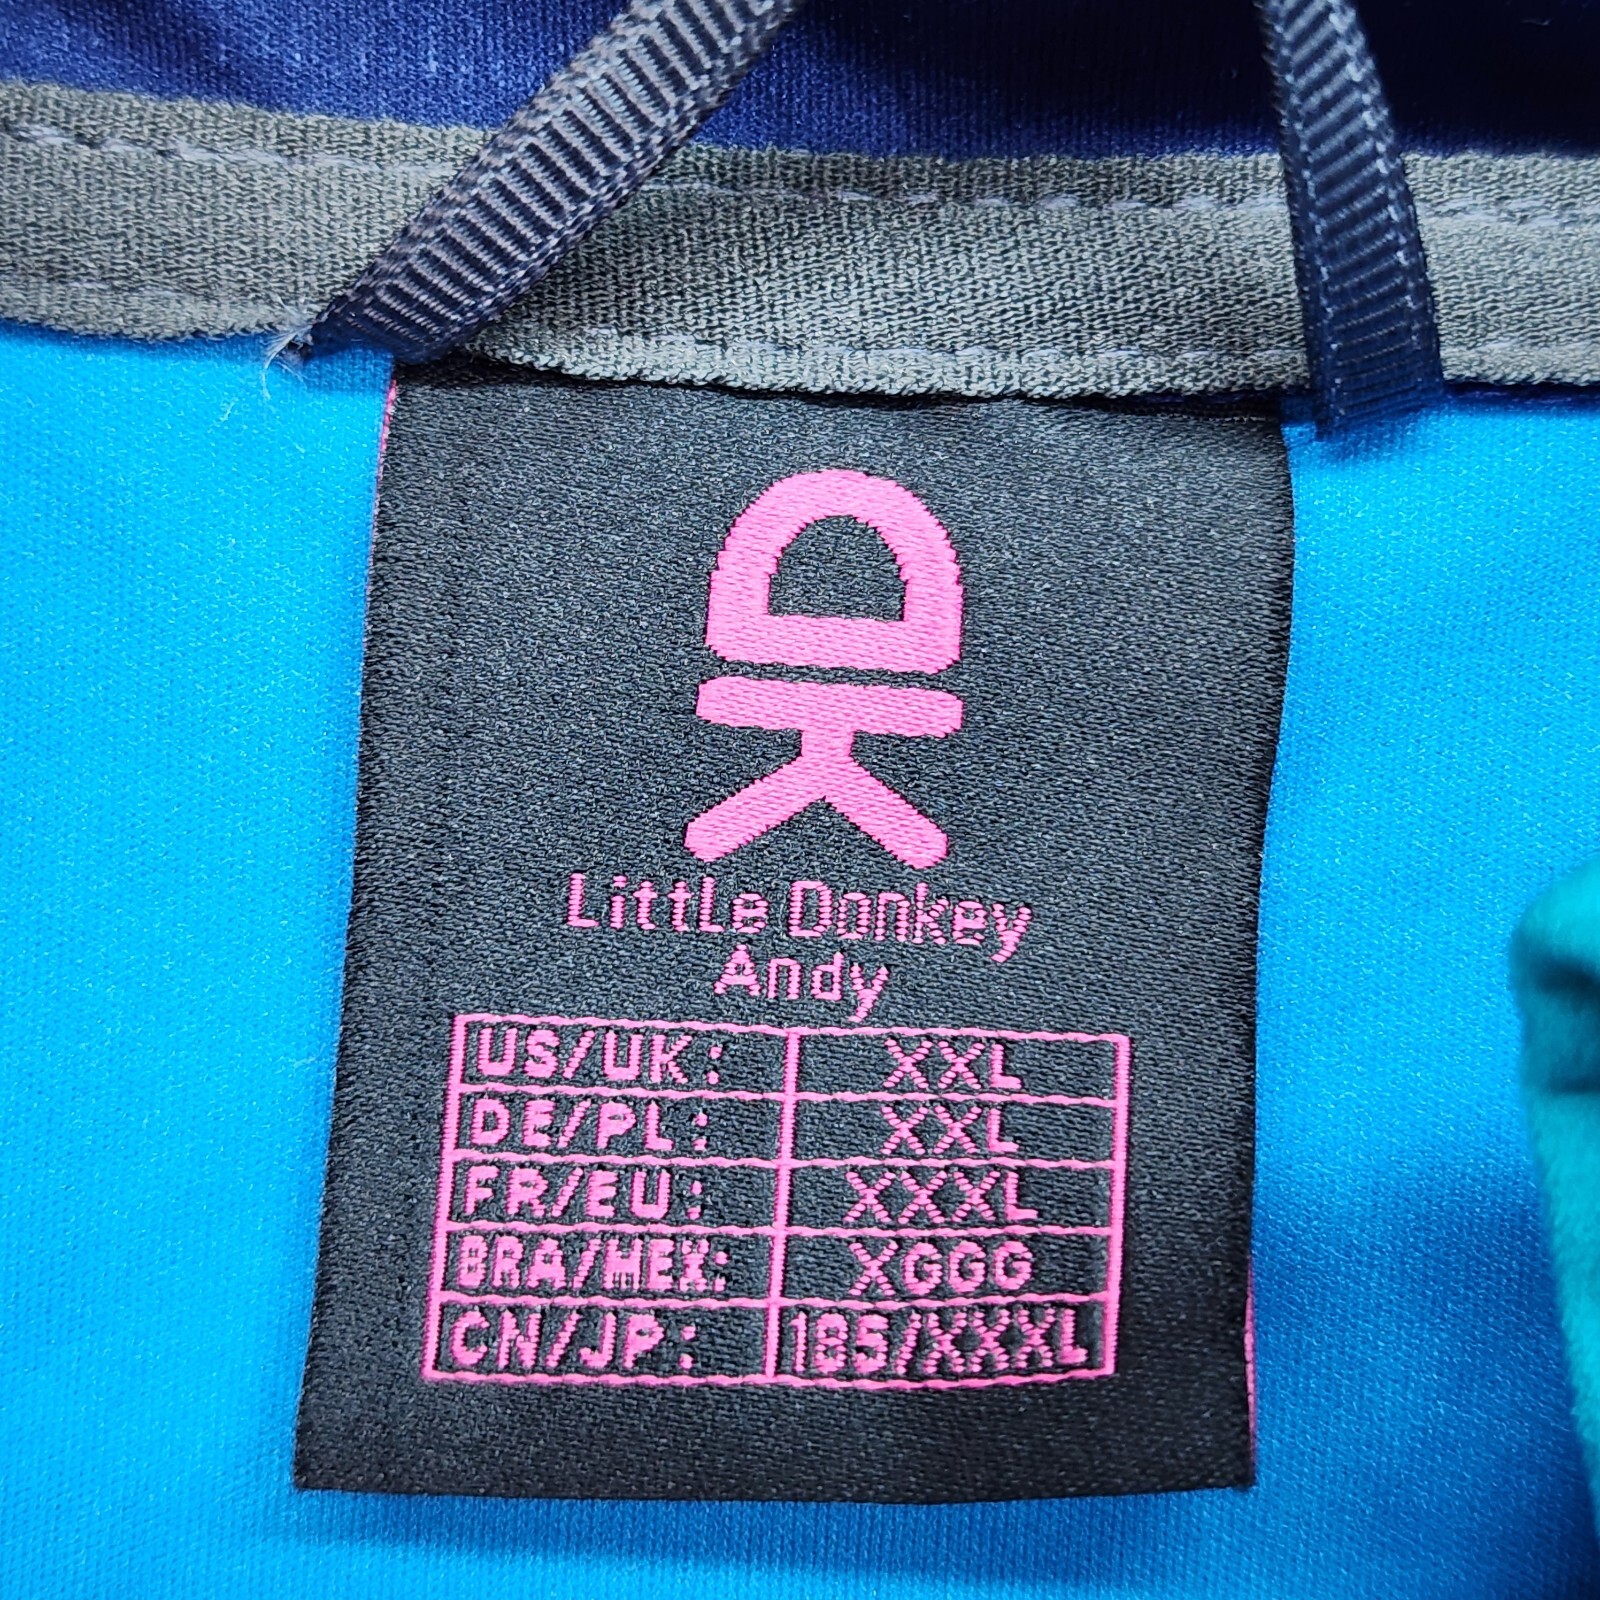 DK
Little Donkey
Andy
US/UK: XXL
DE/PL: XXL
FR/EU: XXXL
BRA/MEX: XGGG
CN/JP: 185/XXXL